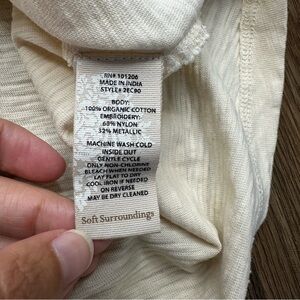 RN# 101206
MADE IN INDIA
STYLE# 2EC80
BODY:
100% ORGANIC COTTON
EMBROIDERY:
68% NYLON
32% METALLIC
MACHINE WASH COLD
INSIDE OUT
GENTLE CYCLE
ONLY NON-CHLORINE
BLEACH WHEN NEEDED
LAY FLAT TO DRY
COOL IRON IF NEEDED
ON REVERSE
MAY BE DRY CLEANED
Soft Surroundings